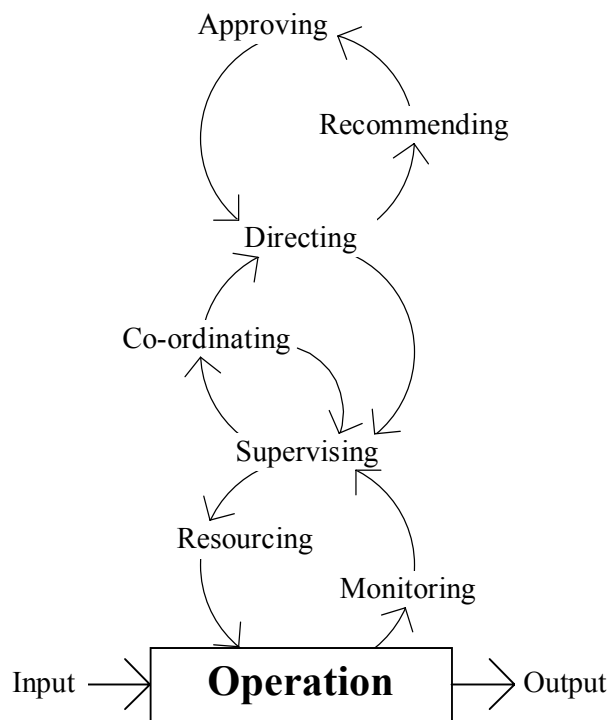 Approving
Recommending
Directing
Co-ordinating
Supervising
Resourcing
Monitoring
Input
Operation
Output